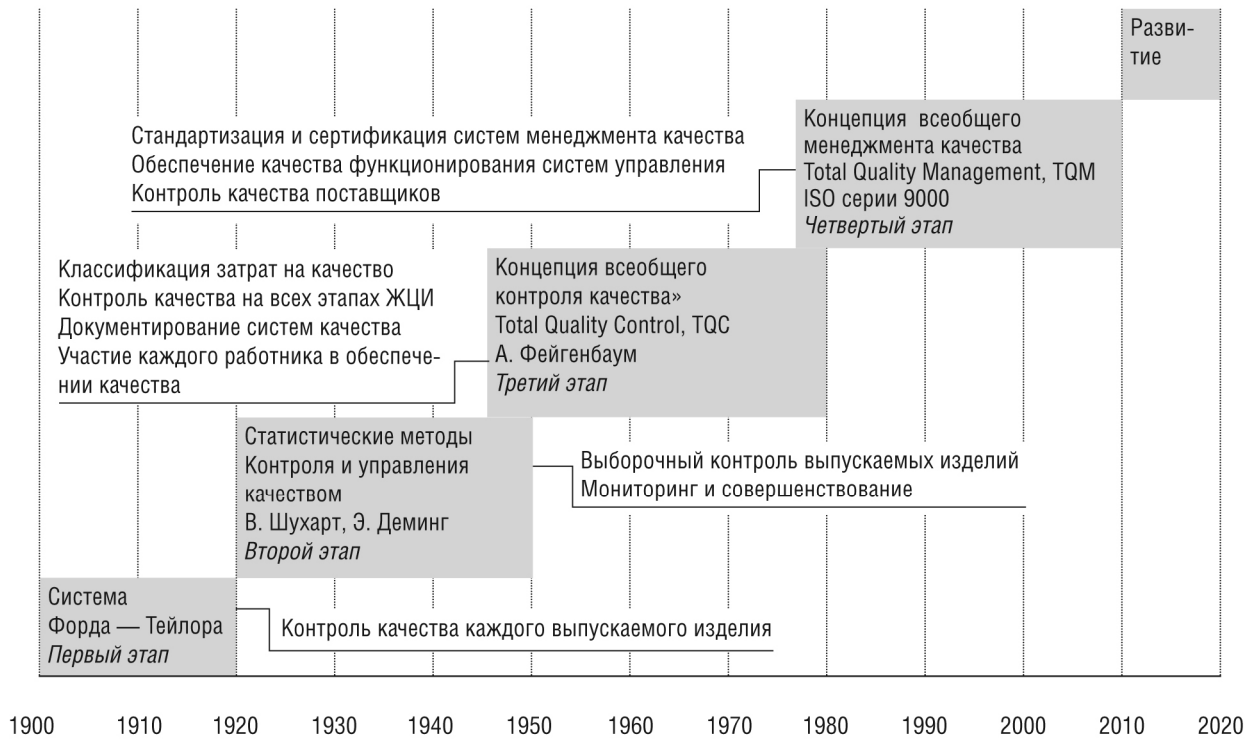 Разви-
тие
Концепция всеобщего
менеджмента качества
Total Quality Management, TQM
ISO серии 9000
Четвертый этап
Стандартизация и сертификация систем менеджмента качества
Обеспечение качества функционирования систем управления
Контроль качества поставщиков
Концепция всеобщего
контроля качества»
Total Quality Control, TQC
А. Фейгенбаум
Третий этап
Классификация затрат на качество
Контроль качества на всех этапах ЖЦИ
Документирование систем качества
Участие каждого работника в обеспече-
нии качества
Статистические методы
Контроля и управления
качеством
В. Шухарт, Э. Деминг
Второй этап
Выборочный контроль выпускаемых изделий
Мониторинг и совершенствование
Система
Форда — Тейлора
Первый этап
Контроль качества каждого выпускаемого изделия
1900 1910 1920 1930 1940 1950 1960 1970 1980 1990 2000 2010 2020